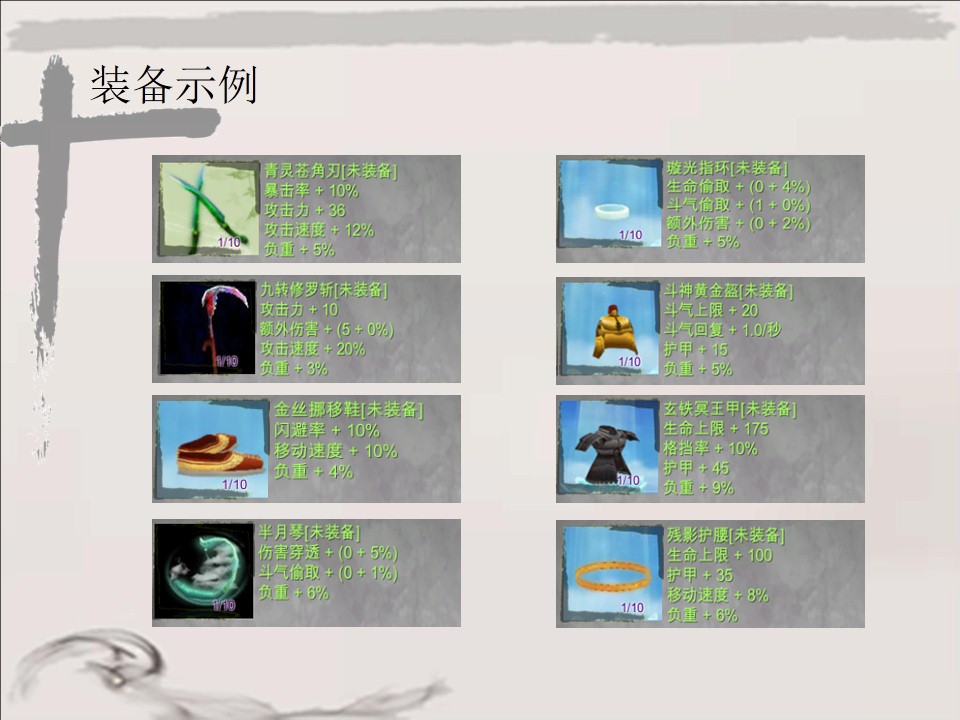 装备示例
青灵苍角刃[未装备]
暴击率 + 10%
攻击力 + 36
攻击速度 + 12%
负重 + 5%
1/10
璇光指环[未装备]
生命偷取 + (0 + 4%)
斗气偷取 + (1 + 0%)
额外伤害 + (0 + 2%)
负重 + 5%
1/10
九转修罗斩[未装备]
攻击力 + 10
额外伤害 + (5 + 0%)
攻击速度 + 20%
负重 + 3%
1/10
斗神黄金盔[未装备]
斗气上限 + 20
斗气回复 + 1.0/秒
护甲 + 15
负重 + 5%
1/10
金丝挪移鞋[未装备]
闪避率 + 10%
移动速度 + 10%
负重 + 4%
1/10
玄铁冥王甲[未装备]
生命上限 + 175
格挡率 + 10%
护甲 + 45
负重 + 9%
1/10
半月琴[未装备]
伤害穿透 + (0 + 5%)
斗气偷取 + (0 + 1%)
负重 + 6%
1/10
残影护腰[未装备]
生命上限 + 100
护甲 + 35
移动速度 + 8%
负重 + 6%
1/10